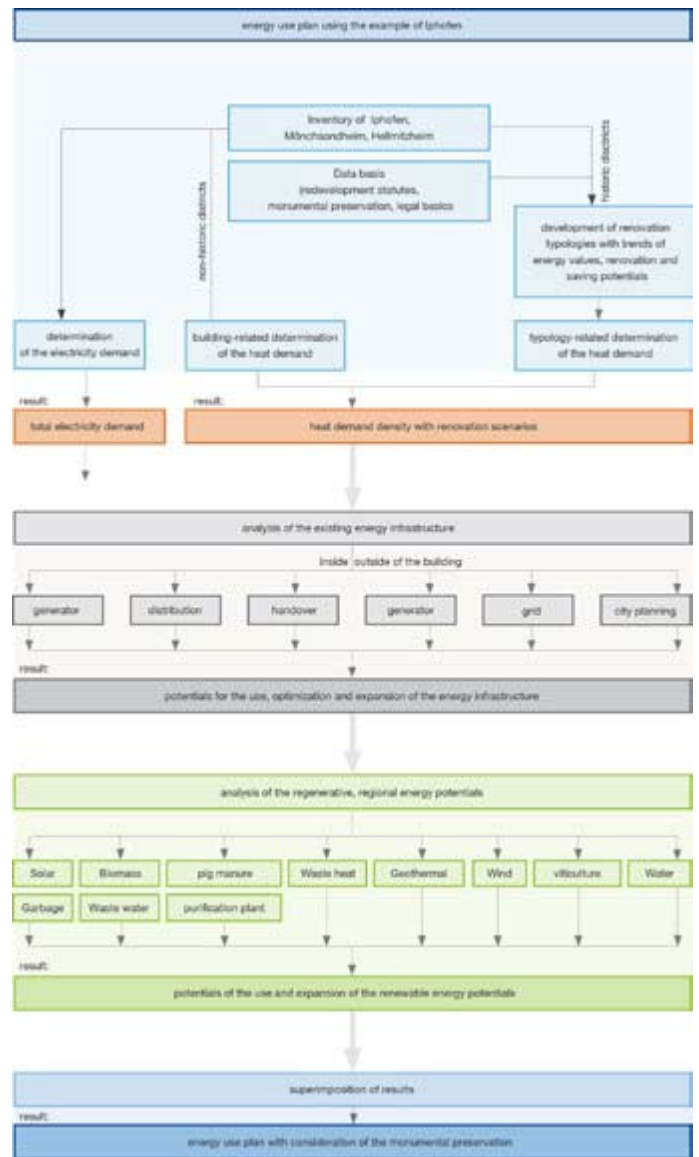 energy use plan using the example of Iphofen
Inventory of Iphofen,
Mönchsondheim, Hellmitzheim
Data basis
(redevelopment statutes,
monumental preservation, legal basics)
non-historic districts
historic districts
development of renovation
typologies with trends of
energy values, renovation and
saving potentials
determination
of the electricity demand
building-related determination
of the heat demand
typology-related determination
of the heat demand
result:
result:
total electricity demand
heat demand density with renovation scenarios
analysis of the existing energy infrastructure
inside outside of the building
generator
distribution
handover
generator
grid
city planning
result:
potentials for the use, optimization and expansion of the energy infrastructure
analysis of the regenerative, regional energy potentials
Solar
Biomass
pig manure
Waste heat
Geothermal
Wind
viticulture
Water
Garbage
Waste water
purification plant
result:
potentials of the use and expansion of the renewable energy potentials
superimposition of results
result:
energy use plan with consideration of the monumental preservation